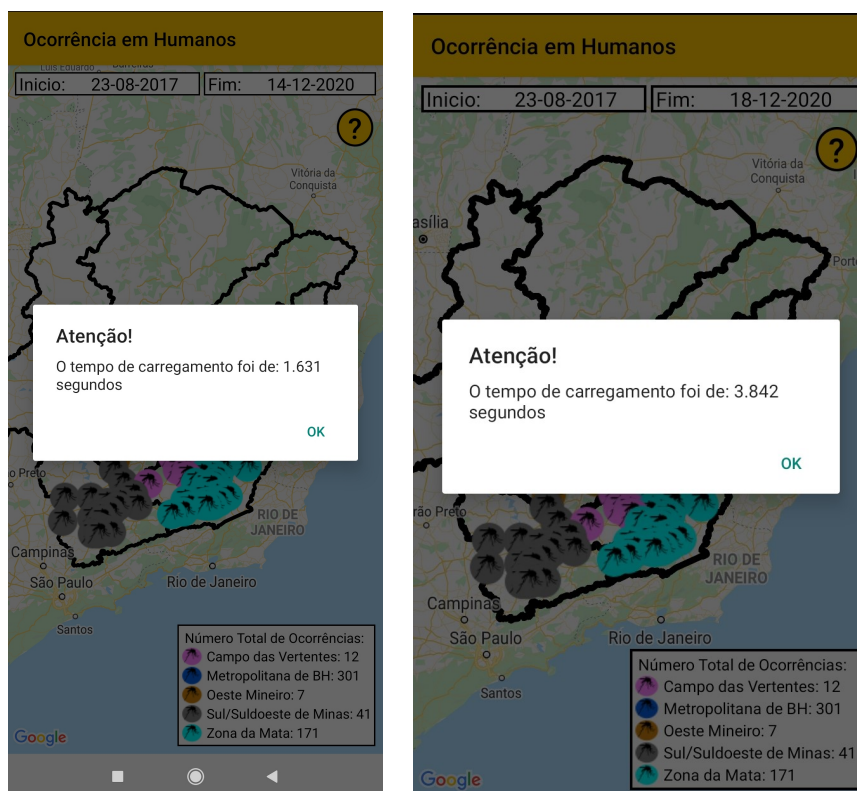 Ocorrência em Humanos
Inicio: 23-08-2017 Fim: 14-12-2020
?
Vitória da
Conquista
Atenção!
O tempo de carregamento foi de: 1.631
segundos
OK
o Preto
RIO DE
JANEIRO
Campinas
São Paulo
Rio de Janeiro
Santos
Número Total de Ocorrências:
Campo das Vertentes: 12
Metropolitana de BH: 301
Oeste Mineiro: 7
Sul/Suldoeste de Minas: 41
Zona da Mata: 171
Google
Ocorrência em Humanos
Inicio: 23-08-2017 Fim: 18-12-2020
?
Vitória da
Conquista
asília
Port
Atenção!
O tempo de carregamento foi de: 3.842
segundos
OK
rão Preto
RIO DE
JANEIRO
Campinas
São Paulo
Rio de Janeiro
Santos
Número Total de Ocorrências:
Campo das Vertentes: 12
Metropolitana de BH: 301
Oeste Mineiro: 7
Sul/Suldoeste de Minas: 41
Zona da Mata: 171
Google